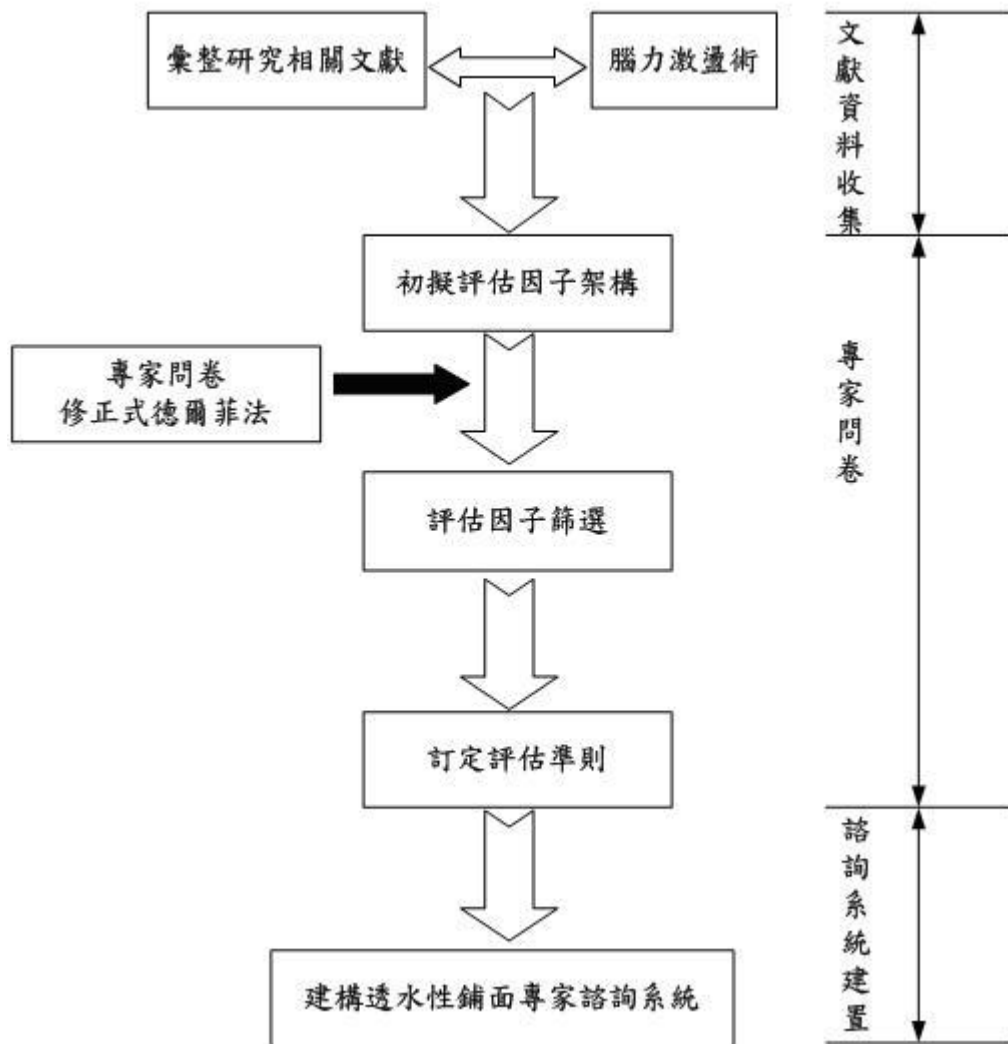 彙整研究相關文獻
腦力激盪術
文獻資料收集
初擬評估因子架構
專家問卷
修正式德爾菲法
專家問卷
評估因子篩選
訂定評估準則
諮詢系統建置
建構透水性鋪面專家諮詢系統